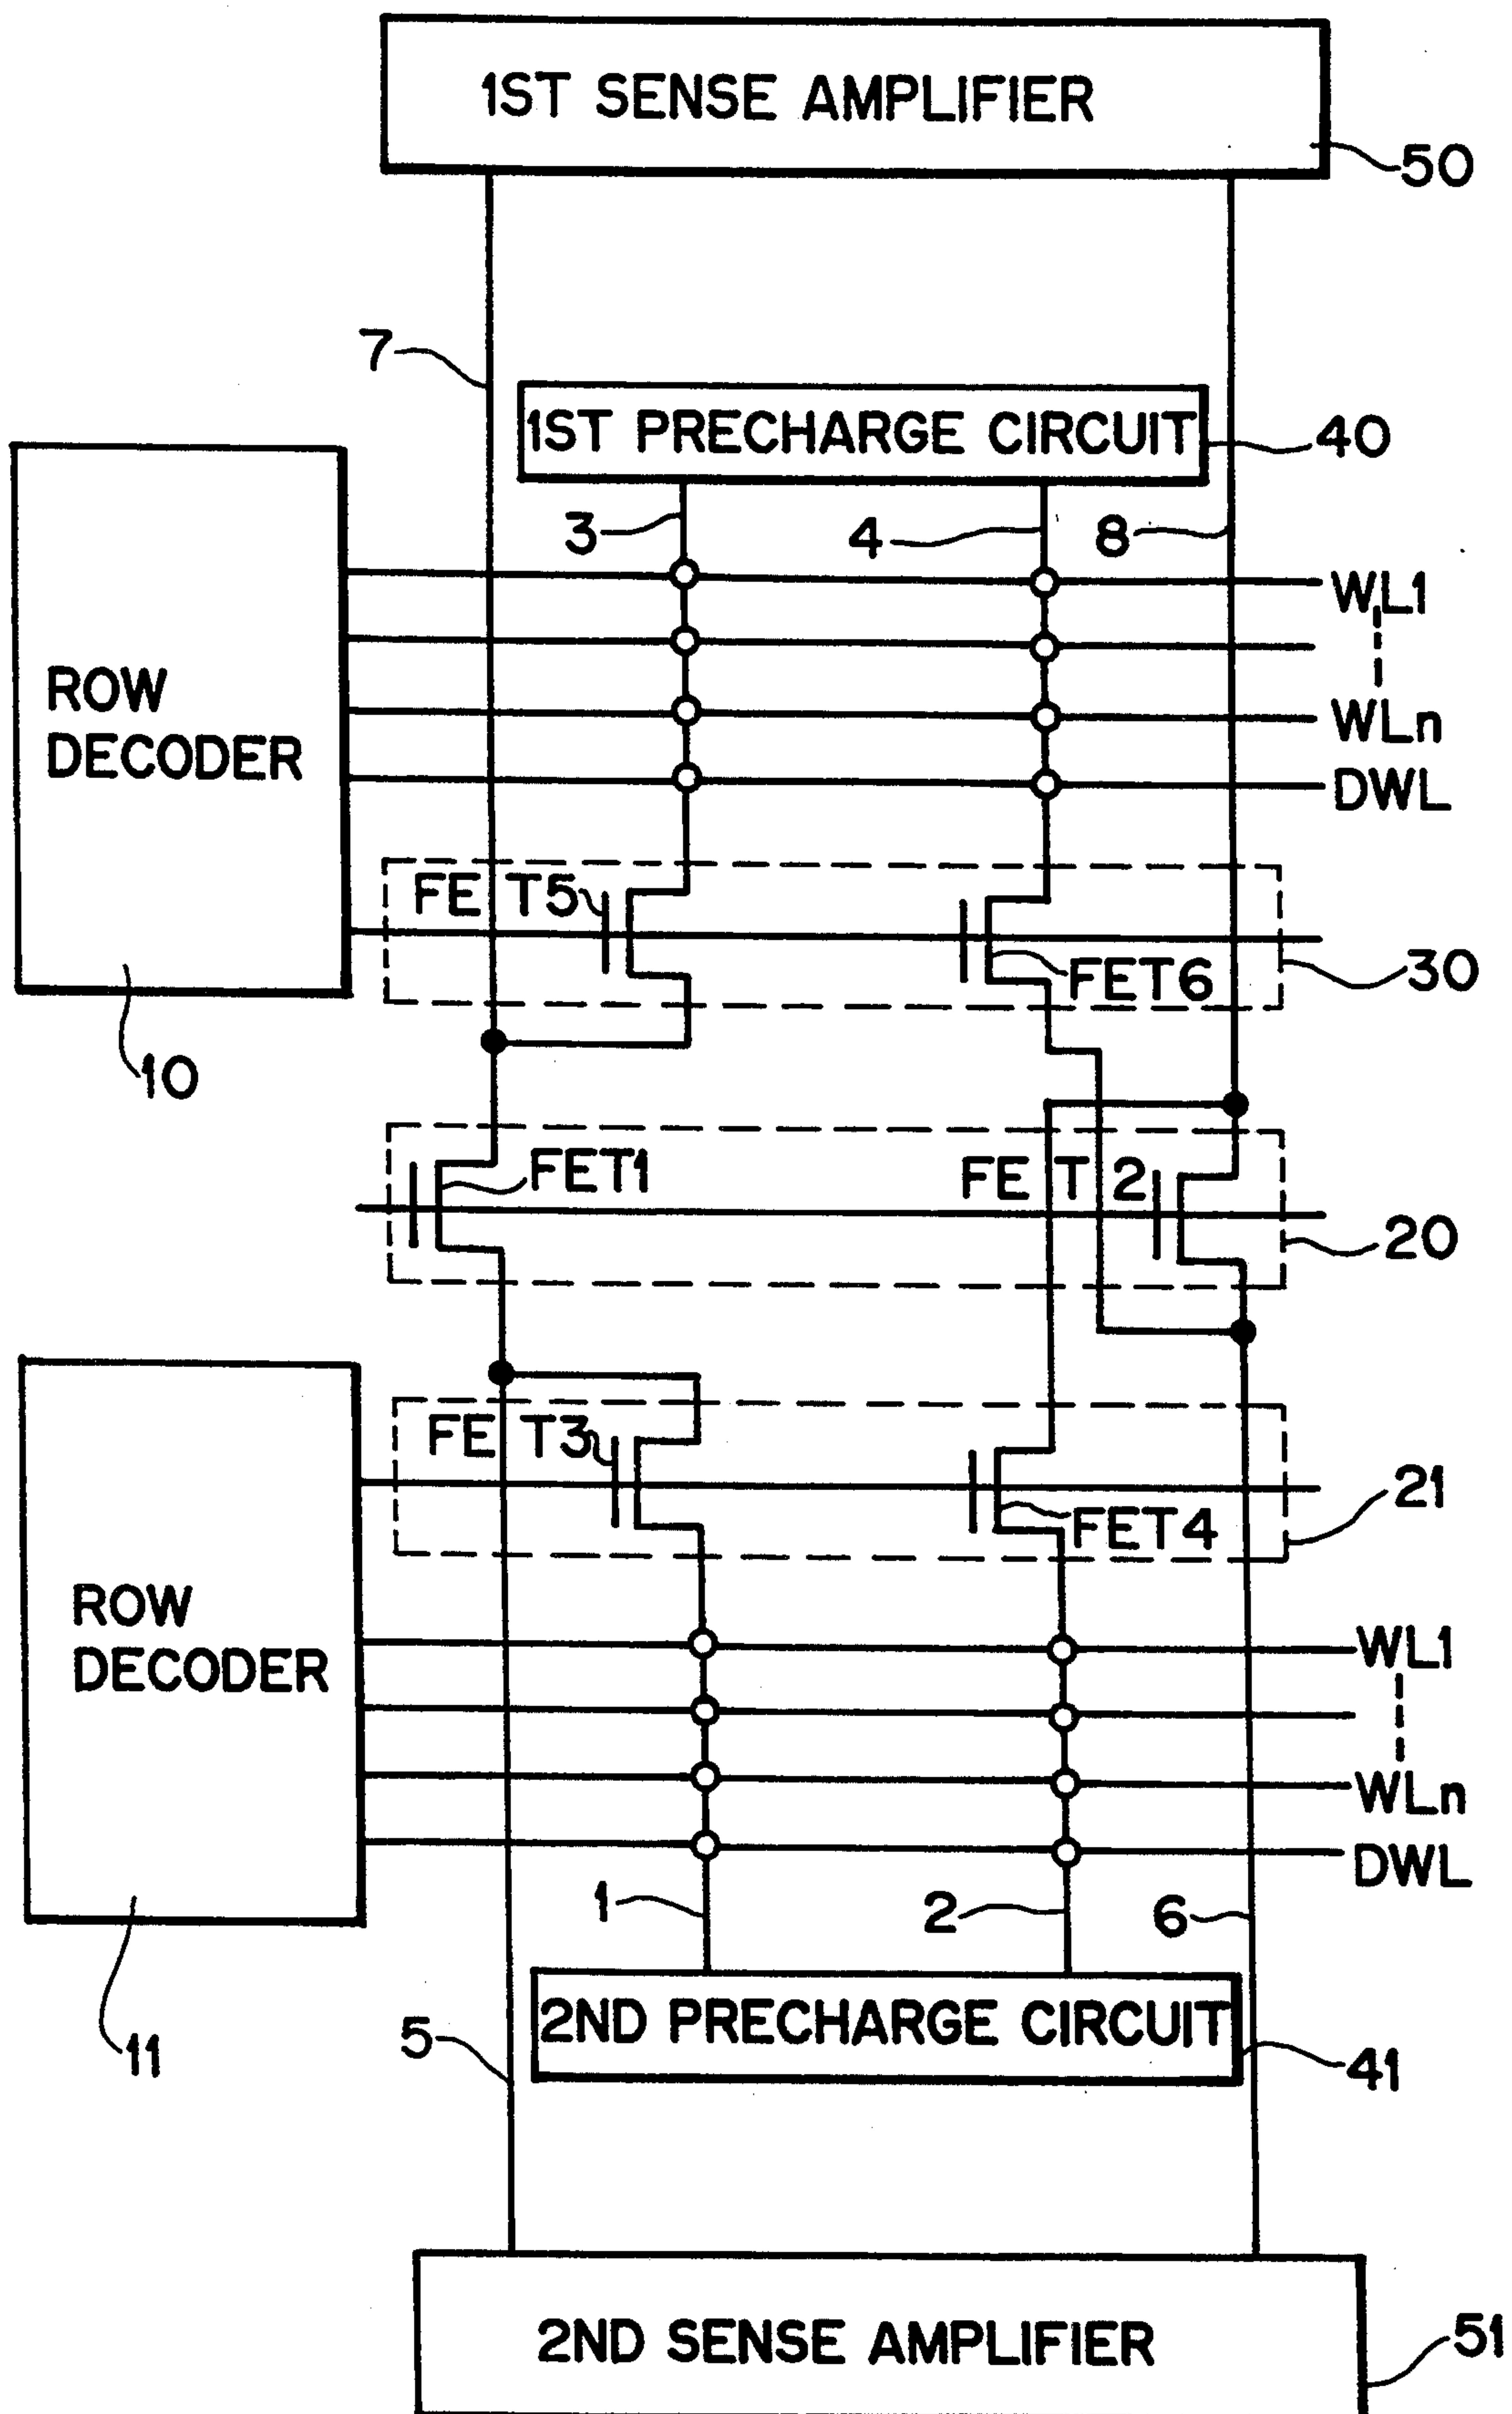 1ST SENSE AMPLIFIER
50
7
1ST PRECHARGE CIRCUIT
40
3
4
8
WL1
ROW
DECODER
WLn
DWL
FET5
FET6
30
10
FET1
FET2
20
FET3
FET4
21
ROW
DECODER
WL1
WLn
DWL
1
2
6
11
5
2ND PRECHARGE CIRCUIT
41
2ND SENSE AMPLIFIER
51